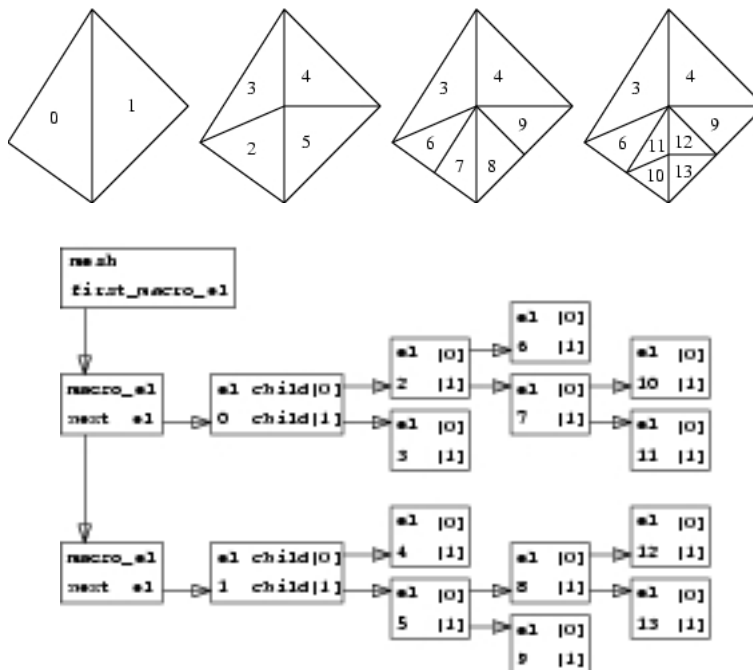 0 1
3 4
2 5
3 4
6 7 8 9
3 4
6 11 12 9
10 13
mesh
first_macro_el
macro_el
next el
el child[0]
0 child[1]
el [0]
2 [1]
el [0]
3 [1]
el [0]
6 [1]
el [0]
7 [1]
el [0]
10 [1]
el [0]
11 [1]
macro_el
next el
el child[0]
1 child[1]
el [0]
4 [1]
el [0]
5 [1]
el [0]
8 [1]
el [0]
9 [1]
el [0]
12 [1]
el [0]
13 [1]